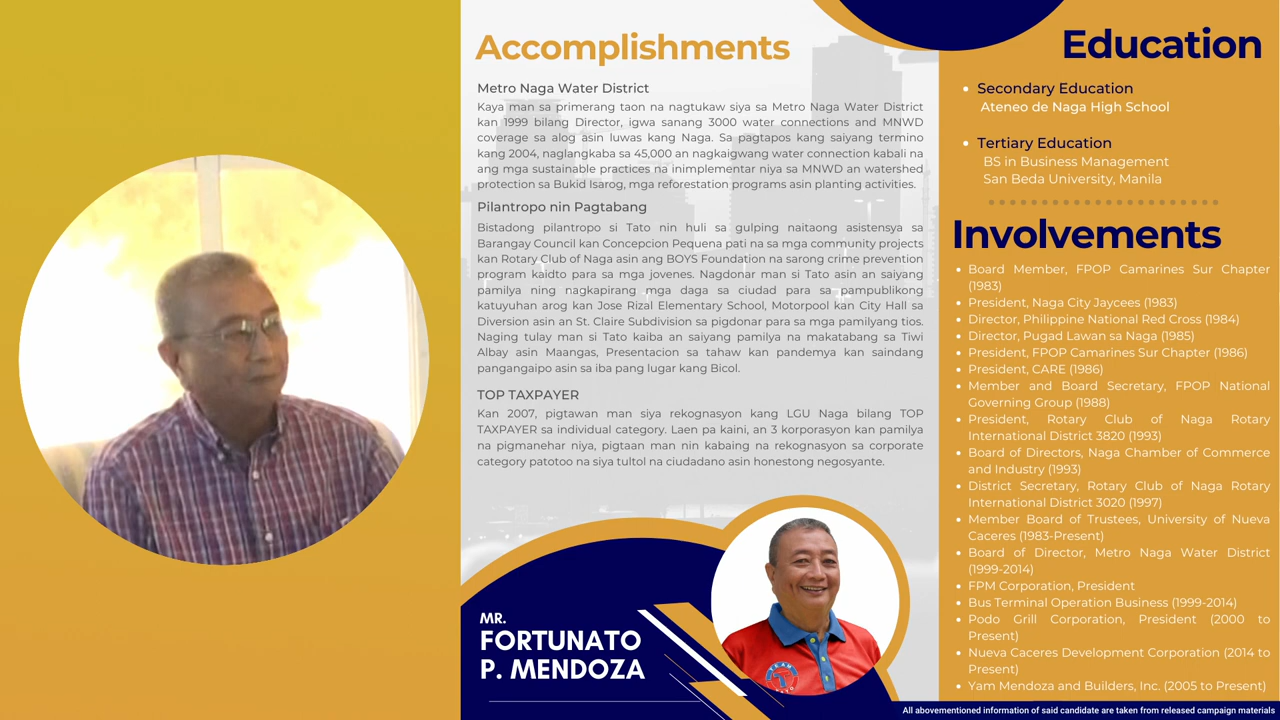 Accomplishments
Metro Naga Water District
Kaya man sa primerang taon na nagtukaw siya sa Metro Naga Water District
kan 1999 bilang Director, igwa sanang 3000 water connections and MNWD
coverage sa alog asin luwas kang Naga. Sa pagtapos kang saiyang termino
kang 2004, naglangkaba sa 45,000 an nagkaigwang water connection kabali na
ang mga sustainable practices na inimplementar niya sa MNWD an watershed
protection sa Bukid Isarog, mga reforestation programs asin planting activities.
Pilantropo nin Pagtabang
Bistadong pilantropo si Tato nin huli sa gulping naitaong asistensya sa
Barangay Council kan Concepcion Pequena pati na sa mga community projects
kan Rotary Club of Naga asin ang BOYS Foundation na sarong crime prevention
program kaidto para sa mga jovenes. Nagdonar man si Tato asin an saiyang
pamilya ning nagkapirang mga daga sa ciudad para sa pampublikong
katuyuhan arog kan Jose Rizal Elementary School, Motorpool kan City Hall sa
Diversion asin an St. Claire Subdivision sa pigdonar para sa mga pamilyang tios.
Naging tulay man si Tato kaiba an saiyang pamilya na makatabang sa Tiwi
Albay asin Maangas, Presentacion sa tahaw kan pandemya kan saindang
pangangaipo asin sa iba pang lugar kang Bicol.
TOP TAXPAYER
Kan 2007, pigtawan man siya rekognasyon kang LGU Naga bilang TOP
TAXPAYER sa individual category. Laen pa kaini, an 3 korporasyon kan pamilya
na pigmanehar niya, pigtaan man nin kabaing na rekognasyon sa corporate
category patotoo na siya tultol na ciudadano asin honestong negosyante.
MR.
FORTUNATO
P. MENDOZA
TEAM
Education
Secondary Education
Ateneo de Naga High School
Tertiary Education
BS in Business Management
San Beda University, Manila
Involvements
Board Member, FPOP Camarines Sur Chapter
(1983)
President, Naga City Jaycees (1983)
Director, Philippine National Red Cross (1984)
Director, Pugad Lawan sa Naga (1985)
President, FPOP Camarines Sur Chapter (1986)
President, CARE (1986)
Member and Board Secretary, FPOP National
Governing Group (1988)
President, Rotary Club of Naga Rotary
International District 3820 (1993)
Board of Directors, Naga Chamber of Commerce
and Industry (1993)
District Secretary, Rotary Club of Naga Rotary
International District 3020 (1997)
Member Board of Trustees, University of Nueva
Caceres (1983-Present)
Board of Director, Metro Naga Water District
(1999-2014)
FPM Corporation, President
Bus Terminal Operation Business (1999-2014)
Podo Grill Corporation, President (2000 to
Present)
Nueva Caceres Development Corporation (2014 to
Present)
Yam Mendoza and Builders, Inc. (2005 to Present)
All abovementioned information of said candidate are taken from released campaign materials